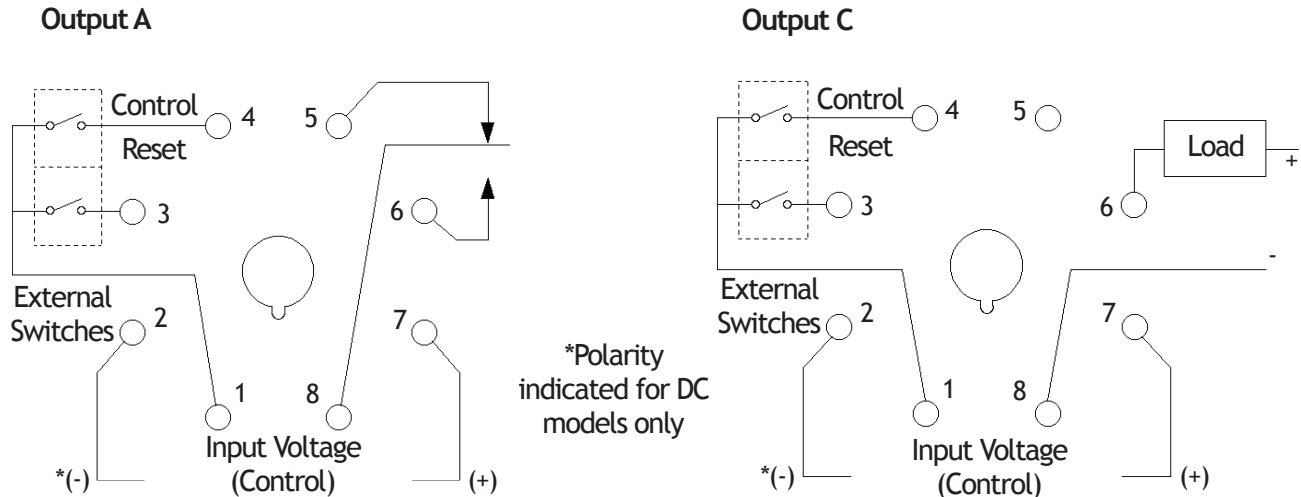 Output A
Control
4
5
Reset
3
6
External
Switches
2
7
1
8
Input Voltage
(Control)
*(-)
(+)
*Polarity
indicated for DC
models only
Output C
Control
4
5
Reset
Load
+
3
6
-
External
Switches
2
7
1
8
Input Voltage
(Control)
*(-)
(+)